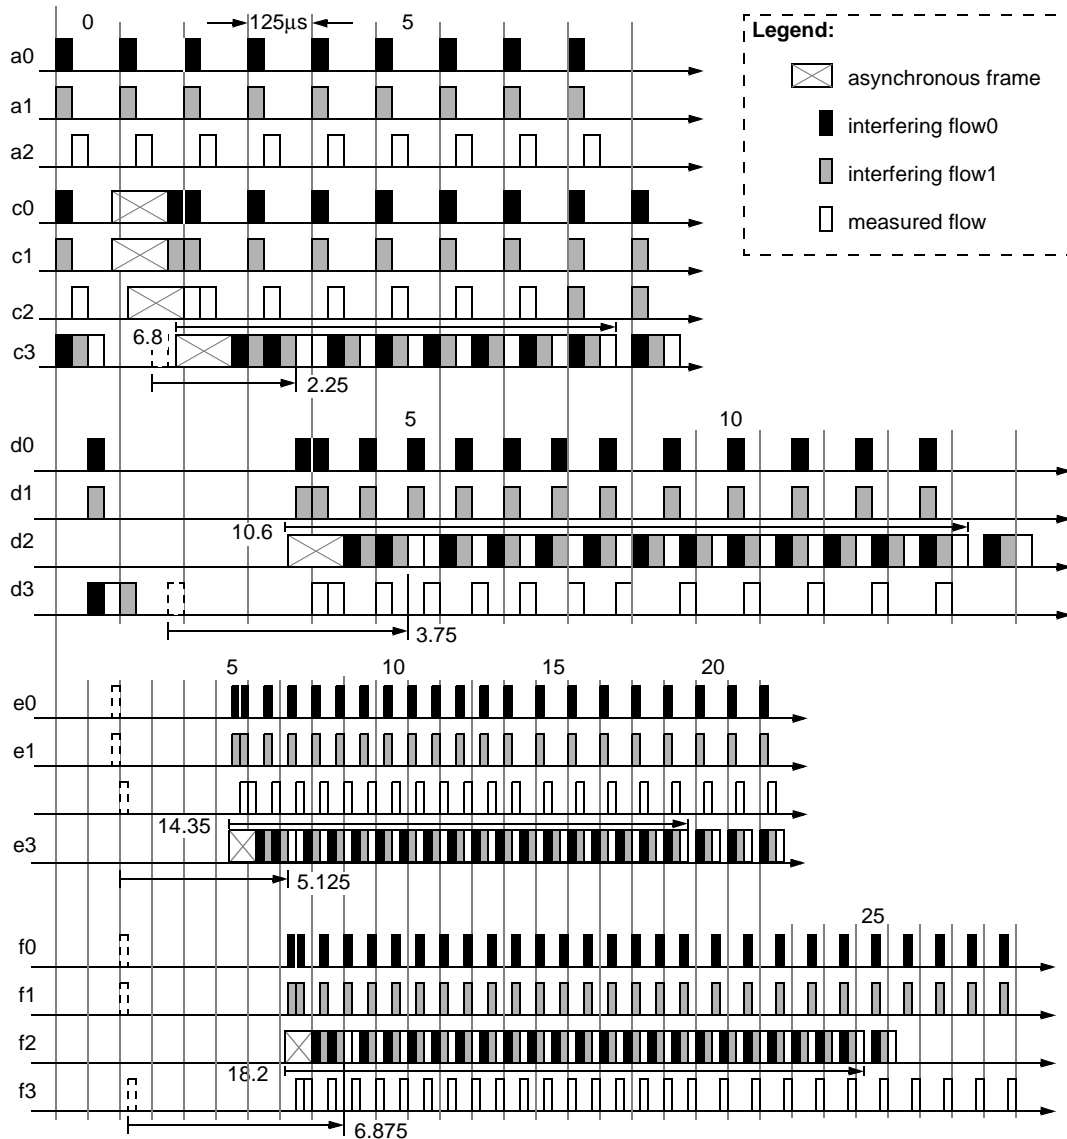 0
125μs
5
a0
a1
a2
c0
c1
c2
c3
6.8
2.25
Legend:
asynchronous frame
interfering flow0
interfering flow1
measured flow
5
10
d0
d1
10.6
d2
d3
3.75
5
10
15
20
e0
e1
14.35
e3
5.125
25
f0
f1
f2
18.2
f3
6.875